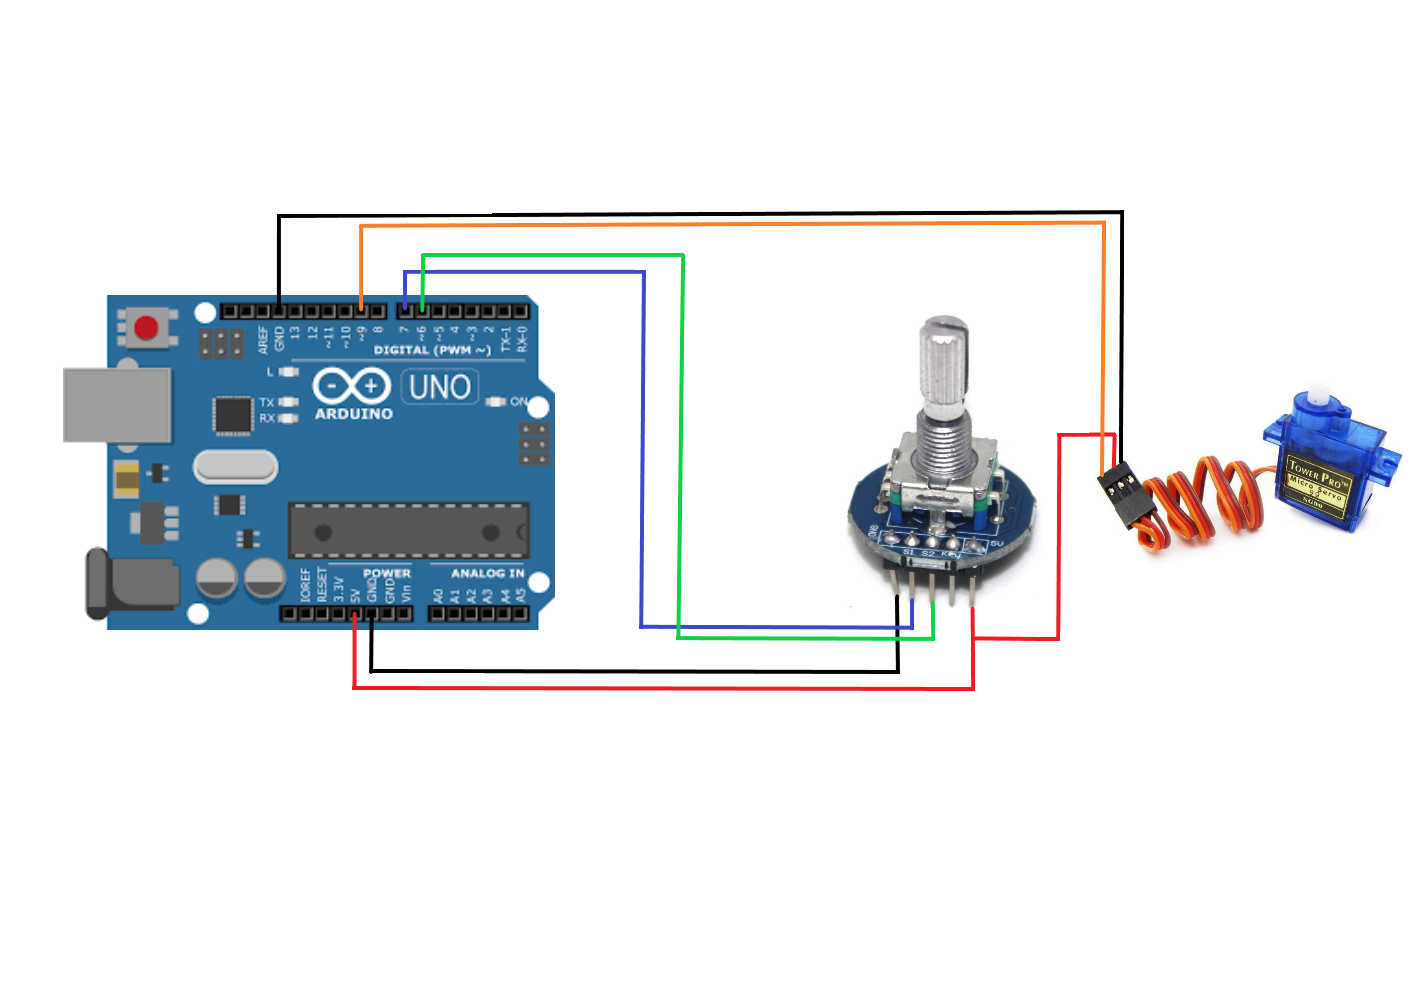 AREF
GND
13
12
~11
~10
~9
8
7
~6
~5
4
~3
2
TX-1
RX-0
DIGITAL (PWM ~)
L
TX
RX
- +
UNO
ARDUINO
ON
POWER
ANALOG IN
IOREF
RESET
3.3V
5V
GND
GND
Vin
A0
A1
A2
A3
A4
A5
GND
S1 S2 Key
5V
TOWER PRO™
Micro Servo
9g
SG90